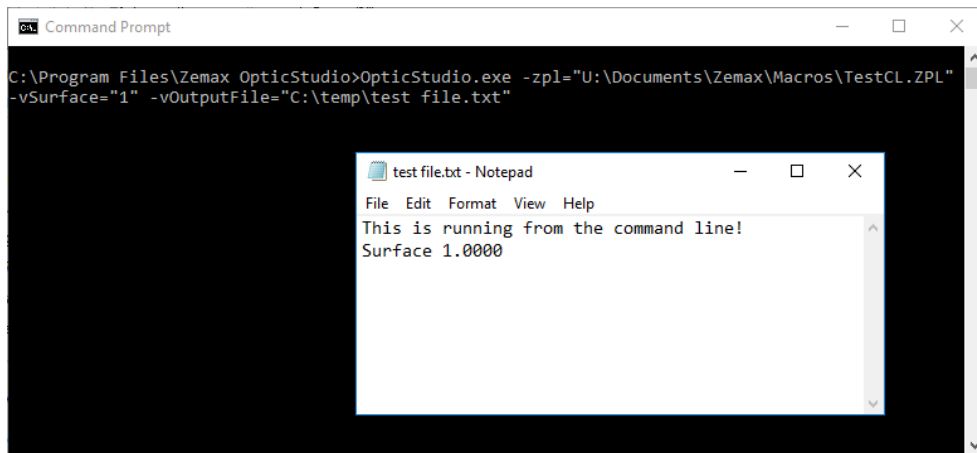 Command Prompt
C:\Program Files\Zemax OpticStudio>OpticStudio.exe -zpl="U:\Documents\Zemax\Macros\TestCL.ZPL"
-vSurface="1" -vOutputFile="C:\temp\test file.txt"
test file.txt - Notepad
File Edit Format View Help
This is running from the command line!
Surface 1.0000